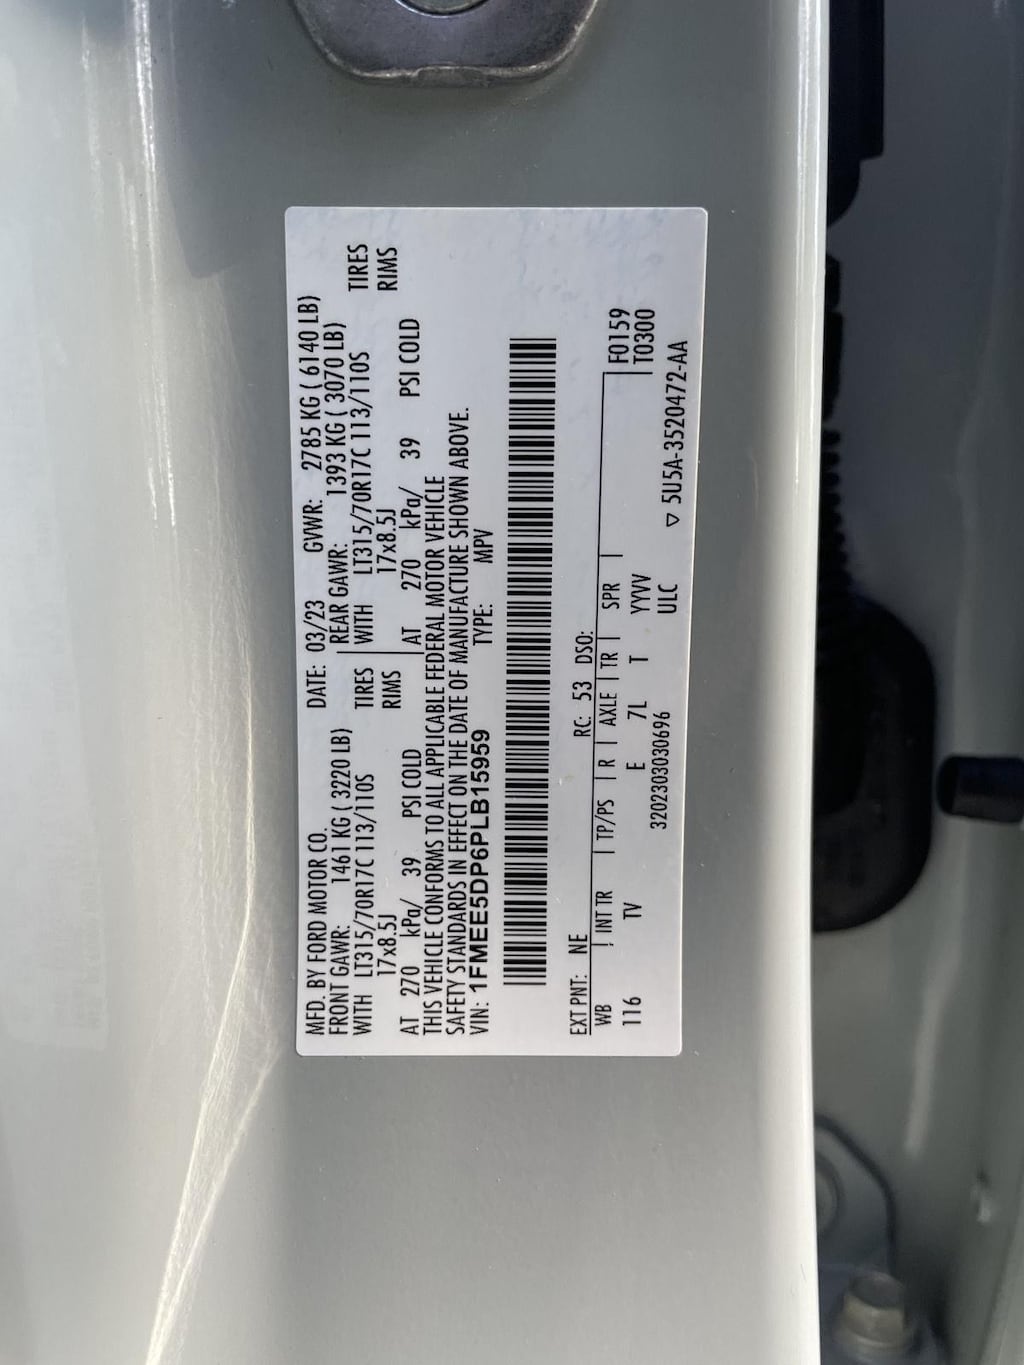 MFD. BY FORD MOTOR CO. DATE: 03/23 GVWR: 2785 KG ( 6140 LB)
FRONT GAWR: 1461 KG ( 3220 LB) REAR GAWR: 1393 KG ( 3070 LB)
WITH LT315/70R17C 113/110S TIRES WITH LT315/70R17C 113/110S TIRES
17x8.5J RIMS 17x8.5J RIMS
AT 270 kPa/ 39 PSI COLD AT 270 kPa/ 39 PSI COLD
THIS VEHICLE CONFORMS TO ALL APPLICABLE FEDERAL MOTOR VEHICLE
SAFETY STANDARDS IN EFFECT ON THE DATE OF MANUFACTURE SHOWN ABOVE.
VIN: 1FMEE5DP6PLB15959 TYPE: MPV
EXT PNT: NE RC: 53 DSO:
WB INT TR TP/PS R AXLE TR SPR F0159
116 TV E 7L T YYVV T0300
3202303030696 ULC
▽ 5U5A-3520472-AA